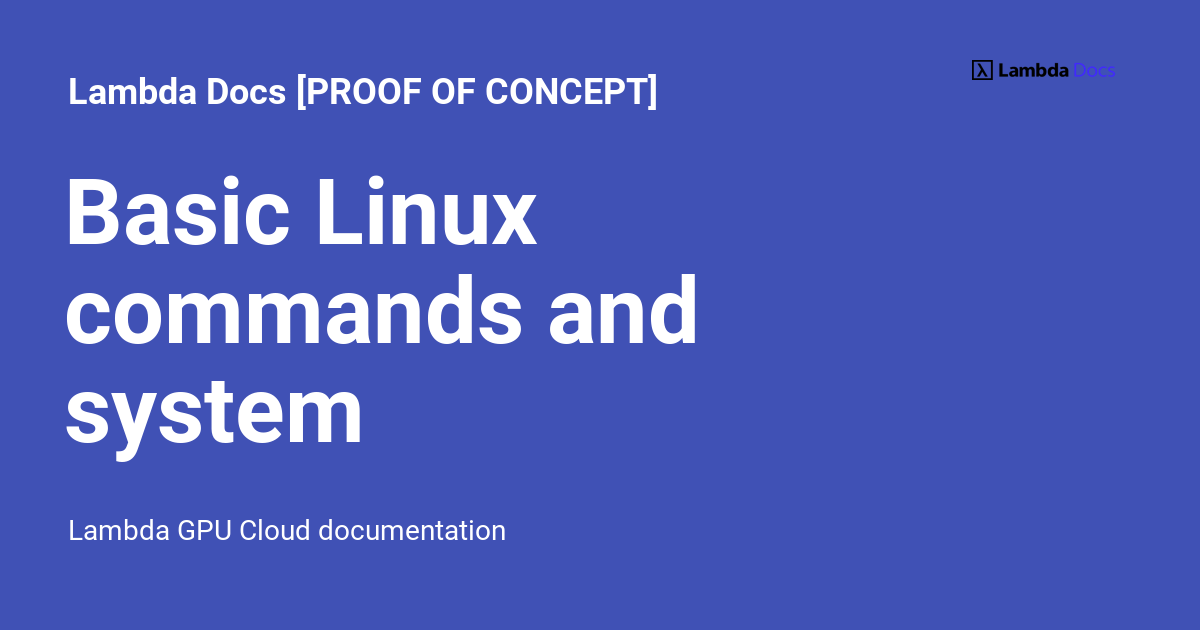 Lambda Docs [PROOF OF CONCEPT]
λ Lambda Docs
Basic Linux
commands and
system
Lambda GPU Cloud documentation